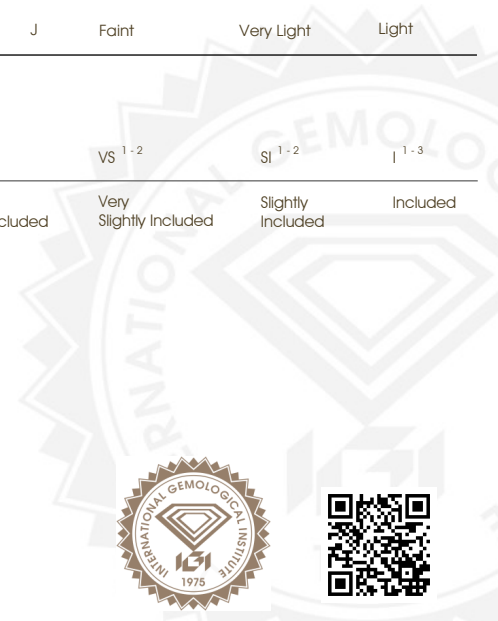 J Faint Very Light Light
VS 1 - 2 SI 1 - 2 I 1 - 3
Very Slightly Included
cluded Slightly Included Included
INTERNATIONAL GEMOLOGICAL INSTITUTE
IGI
1975